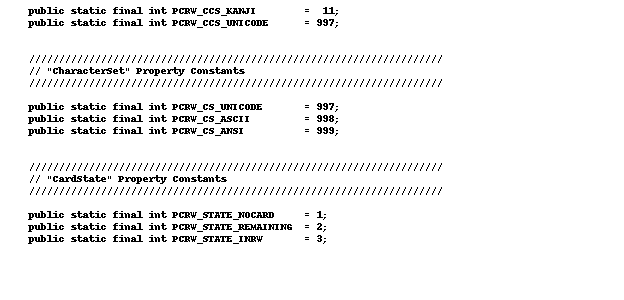 public static final int PCRW_CCS_KANJI        =  11;
public static final int PCRW_CCS_UNICODE      = 997;
/////////////////////////////////////////////////////////////////////
// "CharacterSet" Property Constants
/////////////////////////////////////////////////////////////////////
public static final int PCRW_CS_UNICODE       = 997;
public static final int PCRW_CS_ASCII         = 998;
public static final int PCRW_CS_ANSI          = 999;
/////////////////////////////////////////////////////////////////////
// "CardState" Property Constants
/////////////////////////////////////////////////////////////////////
public static final int PCRW_STATE_NOCARD     = 1;
public static final int PCRW_STATE_REMAINING  = 2;
public static final int PCRW_STATE_INRW       = 3;